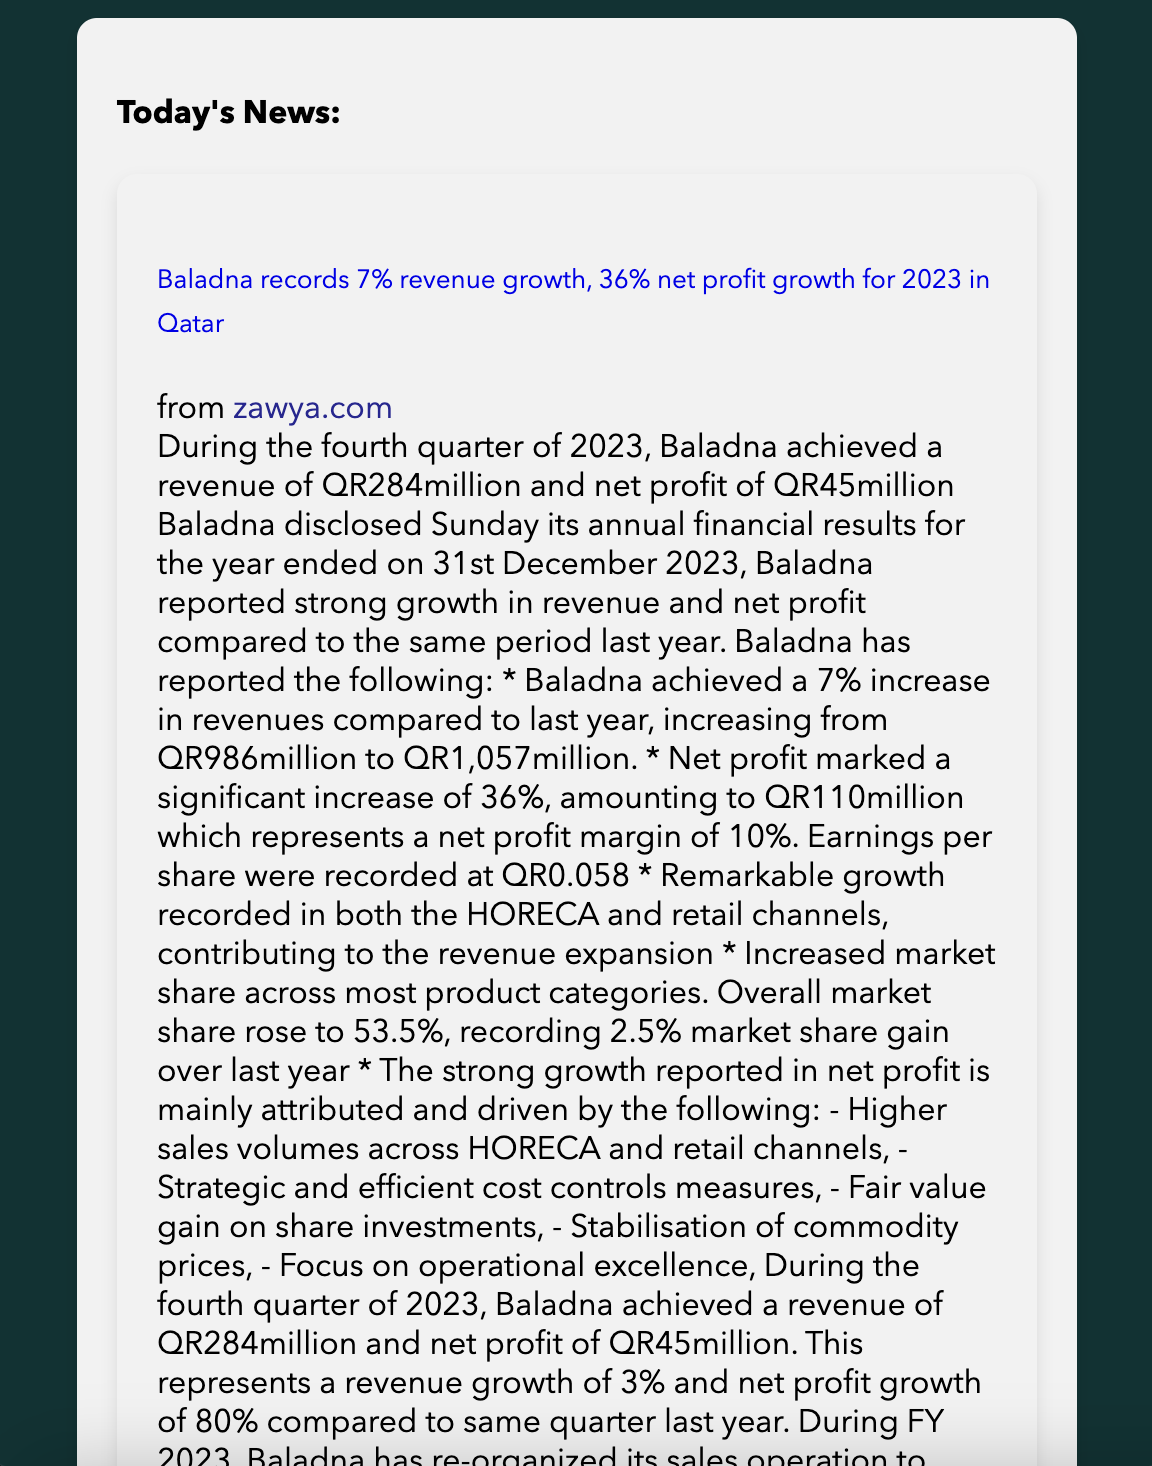 Today's News:
Baladna records 7% revenue growth, 36% net profit growth for 2023 in
Qatar
from zawya.com
During the fourth quarter of 2023, Baladna achieved a
revenue of QR284million and net profit of QR45million
Baladna disclosed Sunday its annual financial results for
the year ended on 31st December 2023, Baladna
reported strong growth in revenue and net profit
compared to the same period last year. Baladna has
reported the following: * Baladna achieved a 7% increase
in revenues compared to last year, increasing from
QR986million to QR1,057million. * Net profit marked a
significant increase of 36%, amounting to QR110million
which represents a net profit margin of 10%. Earnings per
share were recorded at QR0.058 * Remarkable growth
recorded in both the HORECA and retail channels,
contributing to the revenue expansion * Increased market
share across most product categories. Overall market
share rose to 53.5%, recording 2.5% market share gain
over last year * The strong growth reported in net profit is
mainly attributed and driven by the following: - Higher
sales volumes across HORECA and retail channels, -
Strategic and efficient cost controls measures, - Fair value
gain on share investments, - Stabilisation of commodity
prices, - Focus on operational excellence, During the
fourth quarter of 2023, Baladna achieved a revenue of
QR284million and net profit of QR45million. This
represents a revenue growth of 3% and net profit growth
of 80% compared to same quarter last year. During FY
2023, Baladna has re-organized its sales operation to